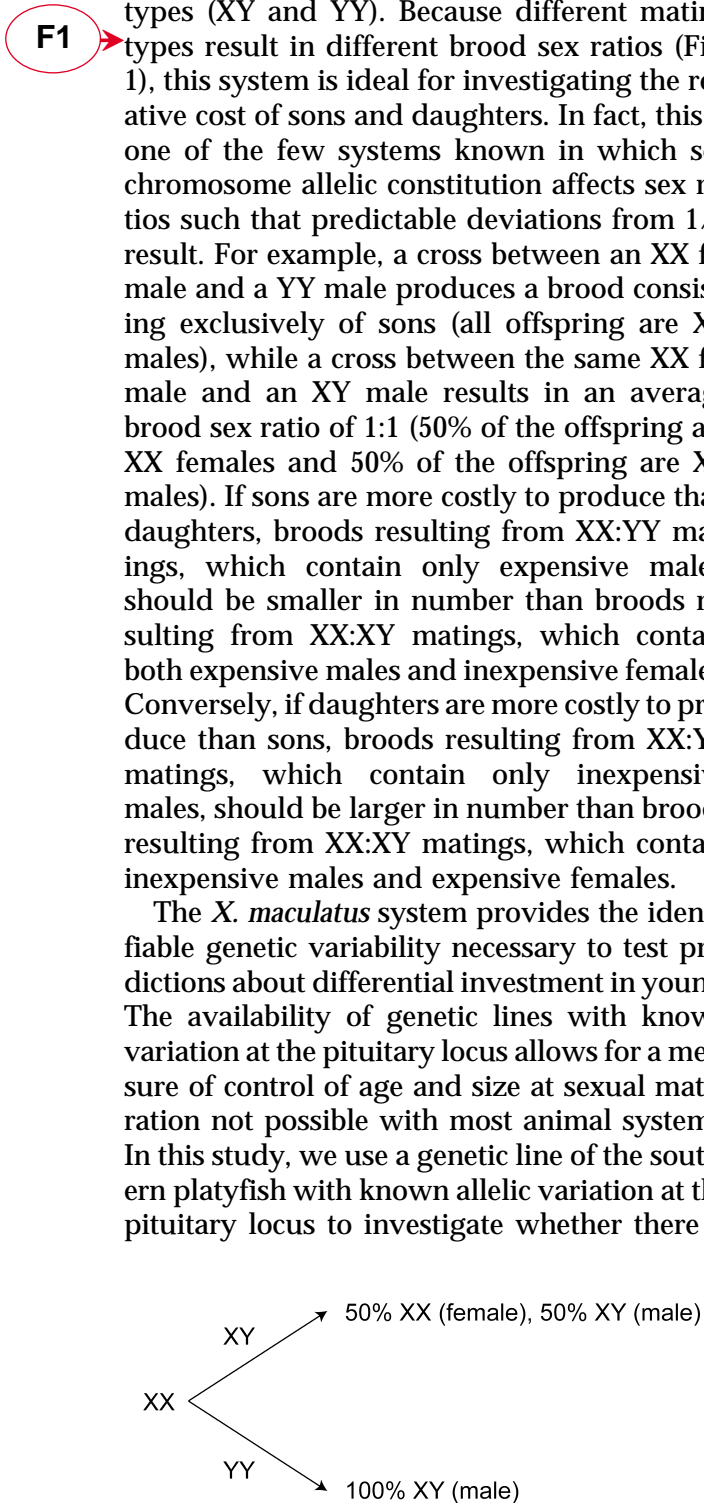 F1
types (XY and YY). Because different matin
types result in different brood sex ratios (Fi
1), this system is ideal for investigating the re
ative cost of sons and daughters. In fact, this
one of the few systems known in which se
chromosome allelic constitution affects sex r
tios such that predictable deviations from 1
result. For example, a cross between an XX f
male and a YY male produces a brood consis
ing exclusively of sons (all offspring are X
males), while a cross between the same XX f
male and an XY male results in an averag
brood sex ratio of 1:1 (50% of the offspring a
XX females and 50% of the offspring are X
males). If sons are more costly to produce tha
daughters, broods resulting from XX:YY ma
ings, which contain only expensive male
should be smaller in number than broods r
sulting from XX:XY matings, which conta
both expensive males and inexpensive female
Conversely, if daughters are more costly to pr
duce than sons, broods resulting from XX:Y
matings, which contain only inexpensiv
males, should be larger in number than brood
resulting from XX:XY matings, which conta
inexpensive males and expensive females.
The X. maculatus system provides the iden
fiable genetic variability necessary to test pr
dictions about differential investment in youn
The availability of genetic lines with know
variation at the pituitary locus allows for a me
sure of control of age and size at sexual mat
ration not possible with most animal system
In this study, we use a genetic line of the sout
ern platyfish with known allelic variation at t
pituitary locus to investigate whether there
50% XX (female), 50% XY (male)
XY
XX
YY
100% XY (male)